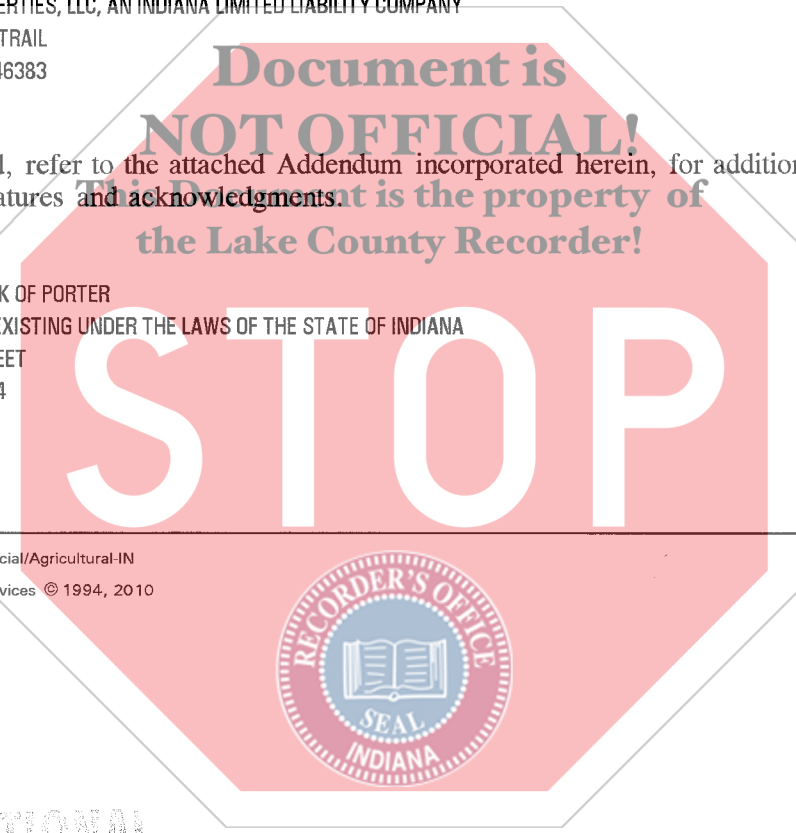 ERTIES, LLC, AN INDIANA LIMITED LIABILITY COMPANY
TRAIL
46383
Document is
NOT OFFICIAL!
l, refer to the attached Addendum incorporated herein, for addition
atures and acknowledgments.
This Document is the property of
the Lake County Recorder!
K OF PORTER
EXISTING UNDER THE LAWS OF THE STATE OF INDIANA
EET
4
STOP
cial/Agricultural-IN
vices © 1994, 2010
RECORDER'S OFFICE
SEAL
INDIANA